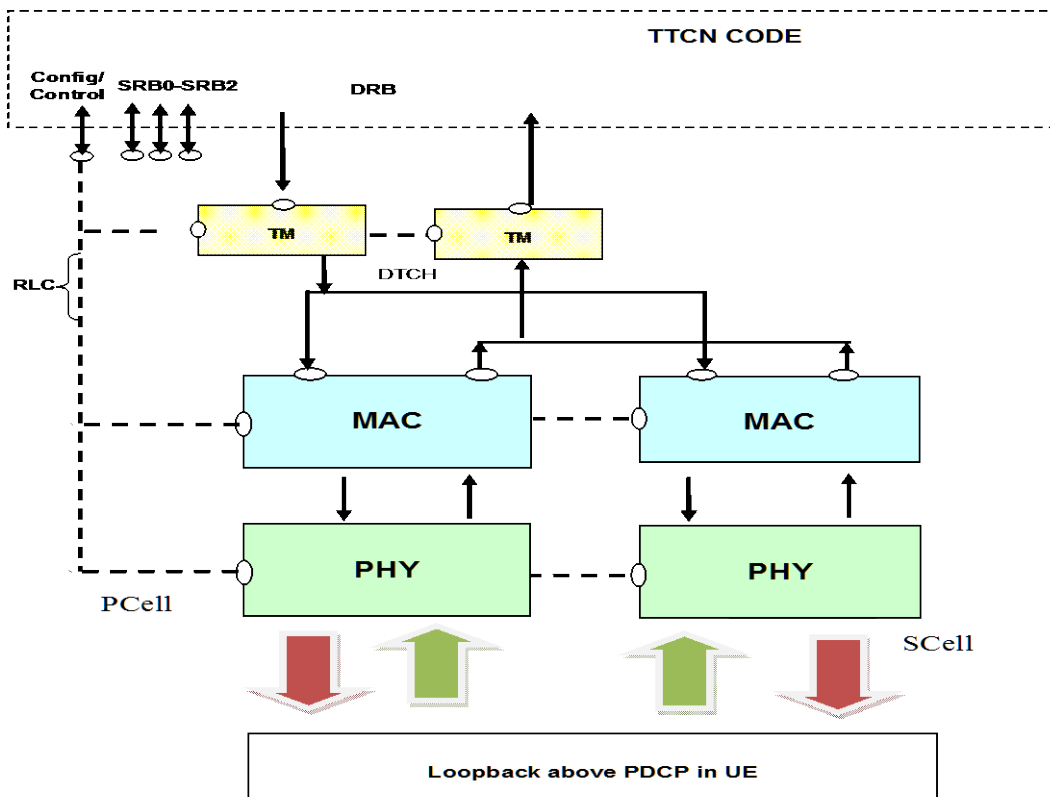 TTCN CODE
Config/
Control
SRB0-SRB2
DRB
TM
TM
DTCH
RLC
MAC
MAC
PHY
PHY
PCell
SCell
Loopback above PDCP in UE